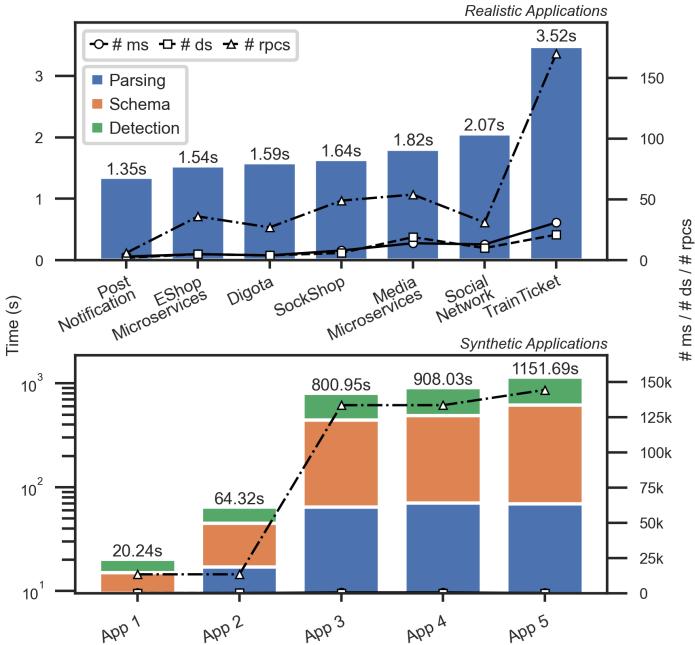 Realistic Applications
# ms # ds # rpcs
Parsing
Schema
Detection
1.35s
1.54s
1.59s
1.64s
1.82s
2.07s
3.52s
3
2
1
0
150
100
50
0
Post
Notification
EShop
Microservices
Digota
SockShop
Media
Microservices
Social
Network
TrainTicket
Time (s)
# ms / # ds / # rpcs
Synthetic Applications
10³
10²
10¹
20.24s
64.32s
800.95s
908.03s
1151.69s
150k
125k
100k
75k
50k
25k
0
App 1
App 2
App 3
App 4
App 5